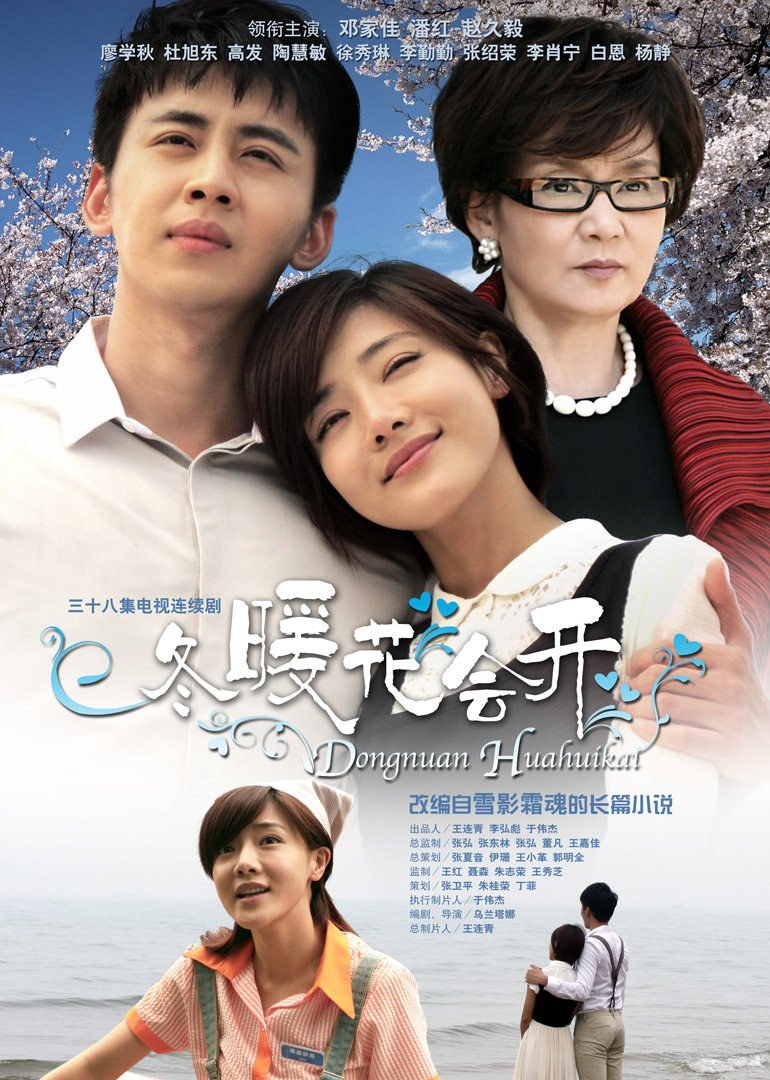 领衔主演：邓家佳 潘红 赵久毅
廖学秋 杜旭东 高发 陶慧敏 徐秀琳 李勤勤 张绍荣 李肖宁 白恩 杨静
三十八集电视连续剧
冬暖花会开
Dongnuan Huahuikai
改编自雪影霜魂的长篇小说
出品人／王连青 李弘彪 于伟杰
总监制／张弘 张东林 张弘 董凡 王嘉佳
总策划／张夏音 伊珊 王小革 郭明全
监制／王红 聂森 朱志荣 王秀芝
策划／张卫平 朱桂荣 丁菲
执行制片人／于伟杰
编剧、导演／乌兰塔娜
总制片人／王连青